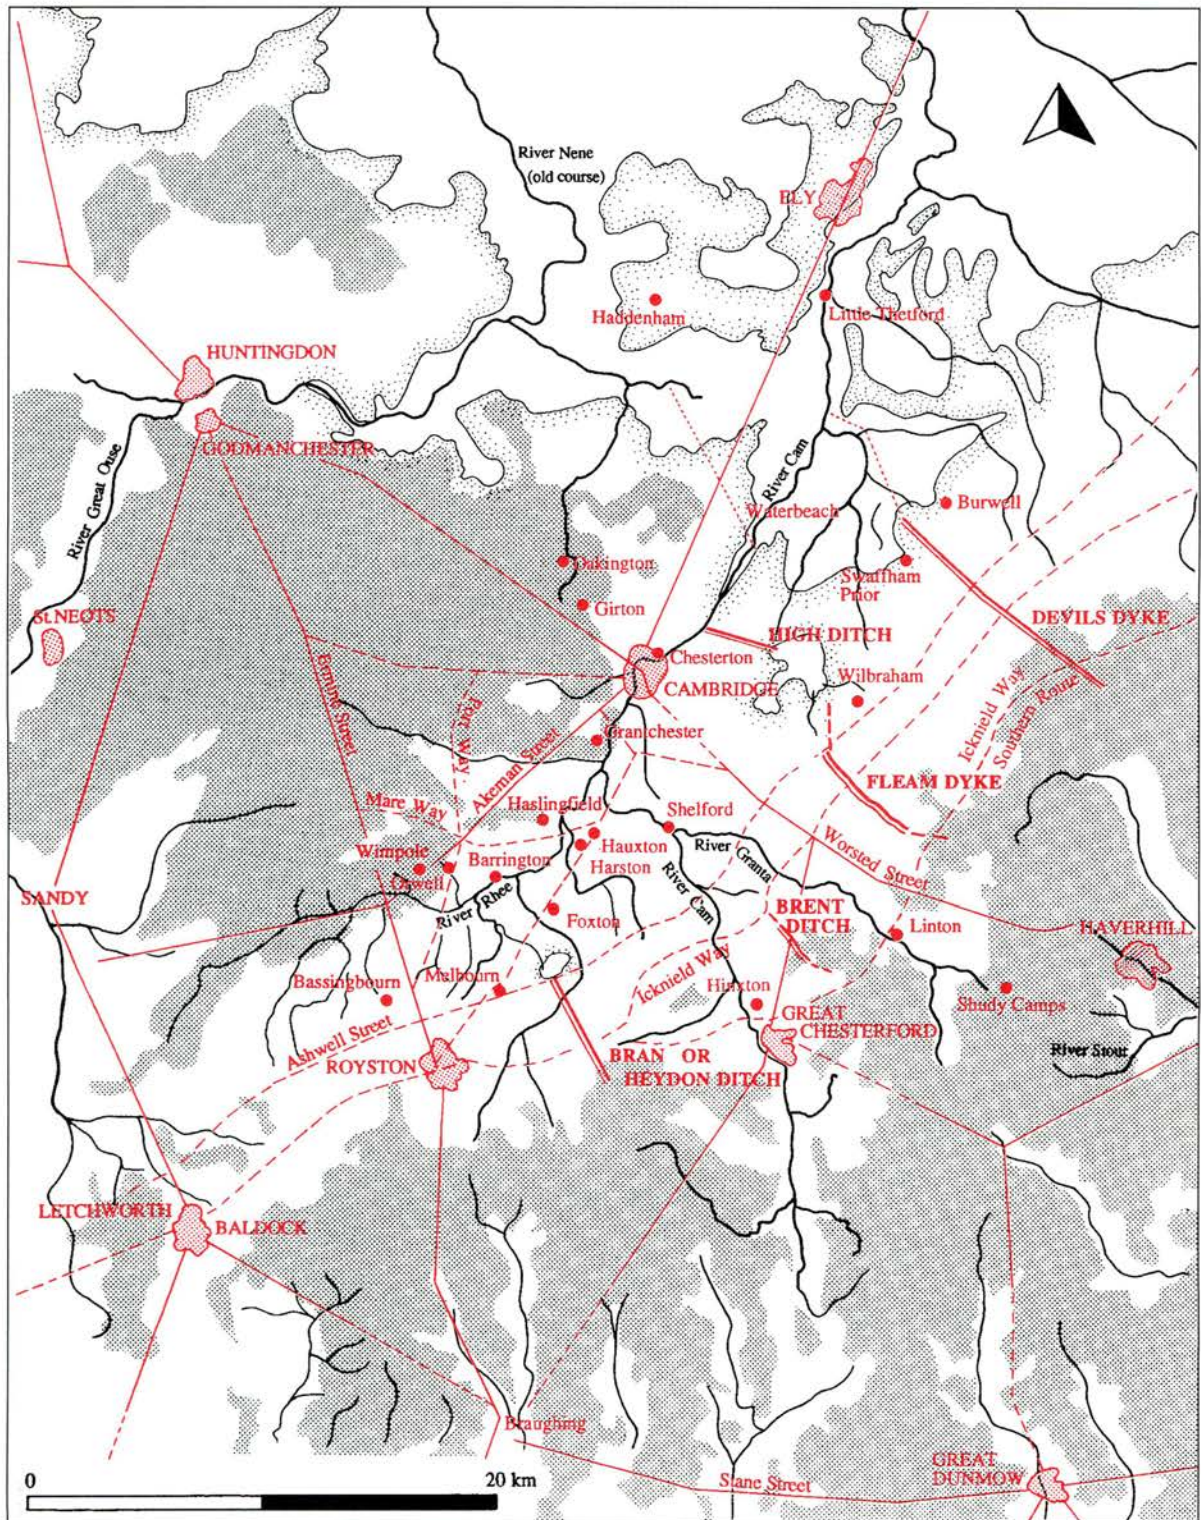 River Nene
(old course)
ELY
Haddenham
Little Thetford
HUNTINGDON
GODMANCHESTER
River Great Ouse
River Cam
Waterbeach
Burwell
Oakington
Swaffham
Prior
Girton
St.NEOTS
HIGH DITCH
DEVILS DYKE
Chesterton
Ermine Street
CAMBRIDGE
Wilbraham
Icknield Way
Southern Route
Port Way
Grantchester
Akeman Street
FLEAM DYKE
Mare Way
Haslingfield
Shelford
Hauxton
River Granta
Worsted Street
Wimpole
Orwell
Barrington
Harston
SANDY
River Rhee
River Cam
BRENT
DITCH
Foxton
Linton
HAVERHILL
Bassingbourn
Melbourn
Icknield Way
Hinxton
Shudy Camps
GREAT
CHESTERFORD
Ashwell Street
River Stour
ROYSTON
BRAN OR
HEYDON DITCH
LETCHWORTH
BALDOCK
Braughing
GREAT
DUNMOW
Stane Street
0
20 km